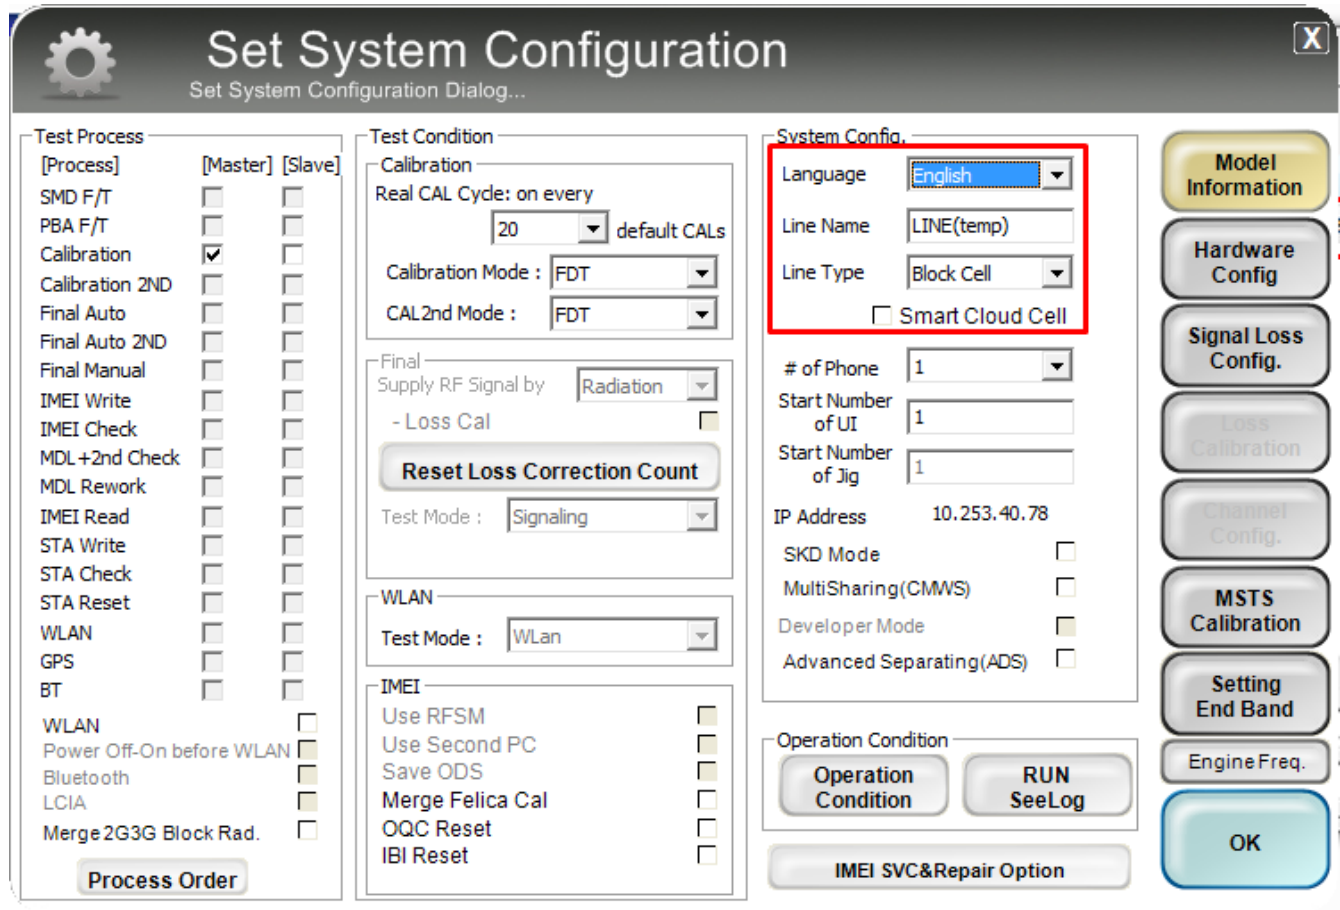 Set System Configuration
Set System Configuration Dialog...
X
Test Process
[Process] [Master] [Slave]
SMD F/T
PBA F/T
Calibration
Calibration 2ND
Final Auto
Final Auto 2ND
Final Manual
IMEI Write
IMEI Check
MDL+2nd Check
MDL Rework
IMEI Read
STA Write
STA Check
STA Reset
WLAN
GPS
BT
WLAN
Power Off-On before WLAN
Bluetooth
LCIA
Merge 2G3G Block Rad.
Process Order
Test Condition
Calibration
Real CAL Cycle: on every
20 default CALs
Calibration Mode : FDT
CAL2nd Mode : FDT
Final
Supply RF Signal by Radiation
- Loss Cal
Reset Loss Correction Count
Test Mode : Signaling
WLAN
Test Mode : WLan
IMEI
Use RFSM
Use Second PC
Save ODS
Merge Felica Cal
OQC Reset
IBI Reset
System Config.
Language English
Line Name LINE(temp)
Line Type Block Cell
Smart Cloud Cell
# of Phone 1
Start Number
of UI 1
Start Number
of Jig 1
IP Address 10.253.40.78
SKD Mode
MultiSharing(CMWS)
Developer Mode
Advanced Separating(ADS)
Operation Condition
Operation
Condition
RUN
SeeLog
IMEI SVC&Repair Option
Model
Information
Hardware
Config
Signal Loss
Config.
Loss
Calibration
Channel
Config.
MSTS
Calibration
Setting
End Band
Engine Freq.
OK